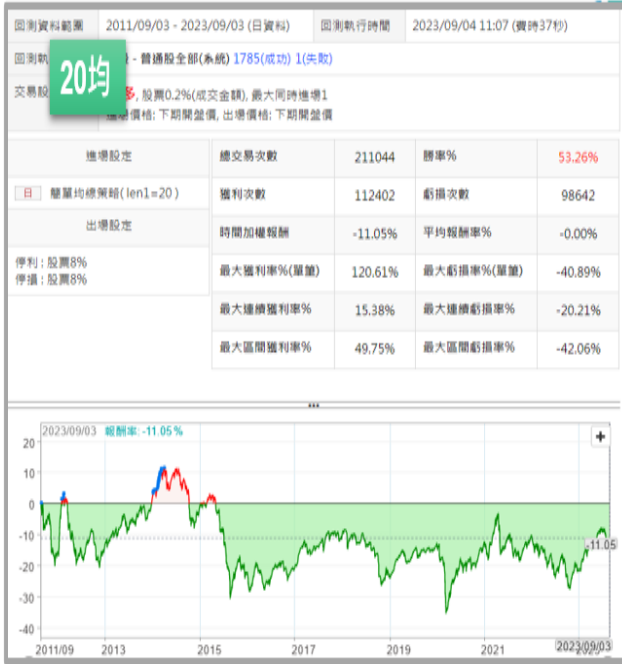 回測資料範圍 2011/09/03 - 2023/09/03 (日資料) 回測執行時間 2023/09/04 11:07 (費時37秒)
回測執 - 普通股全部(系統) 1785(成功) 1(失敗)
20均
交易設 多, 股票0.2%(成交金額), 最大同時進場1
進場價格: 下期開盤價, 出場價格: 下期開盤價
進場設定 總交易次數 211044 勝率% 53.26%
日 簡單均線策略(len1=20) 獲利次數 112402 虧損次數 98642
出場設定 時間加權報酬 -11.05% 平均報酬率% -0.00%
停利: 股票8%
停損: 股票8%
最大獲利率%(單筆) 120.61% 最大虧損率%(單筆) -40.89%
最大連續獲利率% 15.38% 最大連續虧損率% -20.21%
最大區間獲利率% 49.75% 最大區間虧損率% -42.06%
2023/09/03 報酬率: -11.05%
+
20
10
0
-10
-11.05
-20
-30
-40
2011/09 2013 2015 2017 2019 2021 2023/09/03